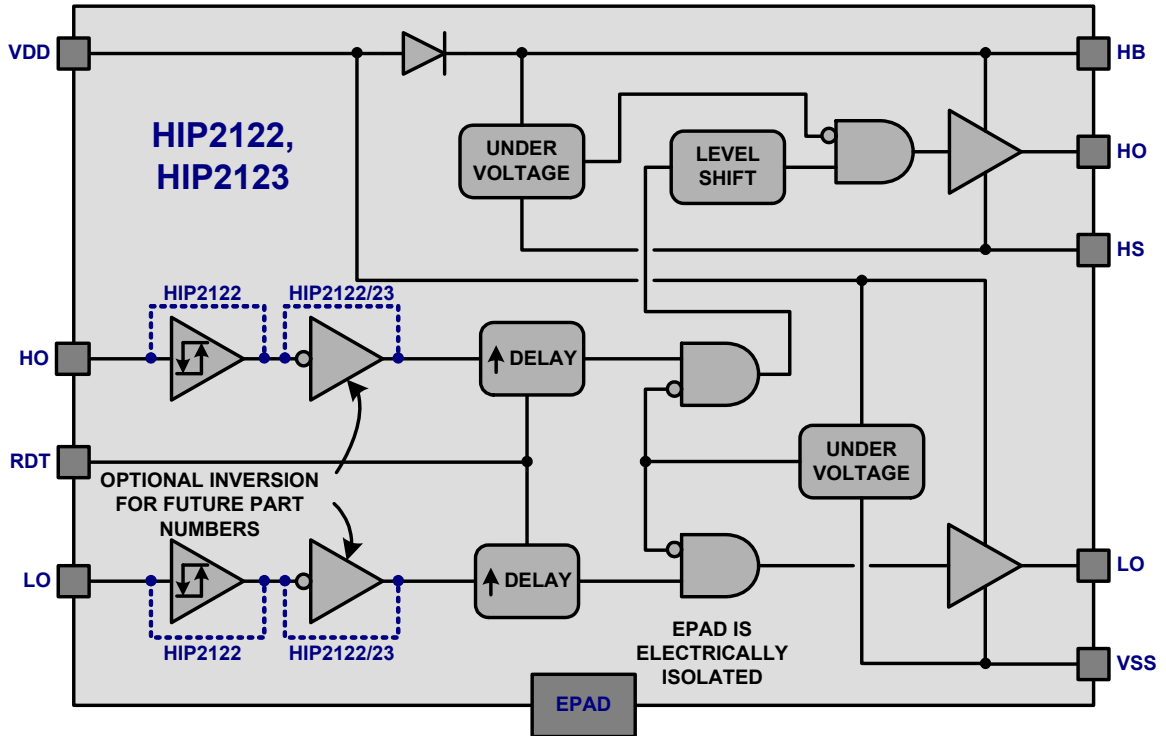 VDD
HB
HIP2122,
HIP2123
UNDER
VOLTAGE
LEVEL
SHIFT
HO
HS
HIP2122
HIP2122/23
HO
DELAY
RDT
OPTIONAL INVERSION
FOR FUTURE PART
NUMBERS
UNDER
VOLTAGE
LO
DELAY
LO
HIP2122
HIP2122/23
EPAD IS
ELECTRICALLY
ISOLATED
VSS
EPAD